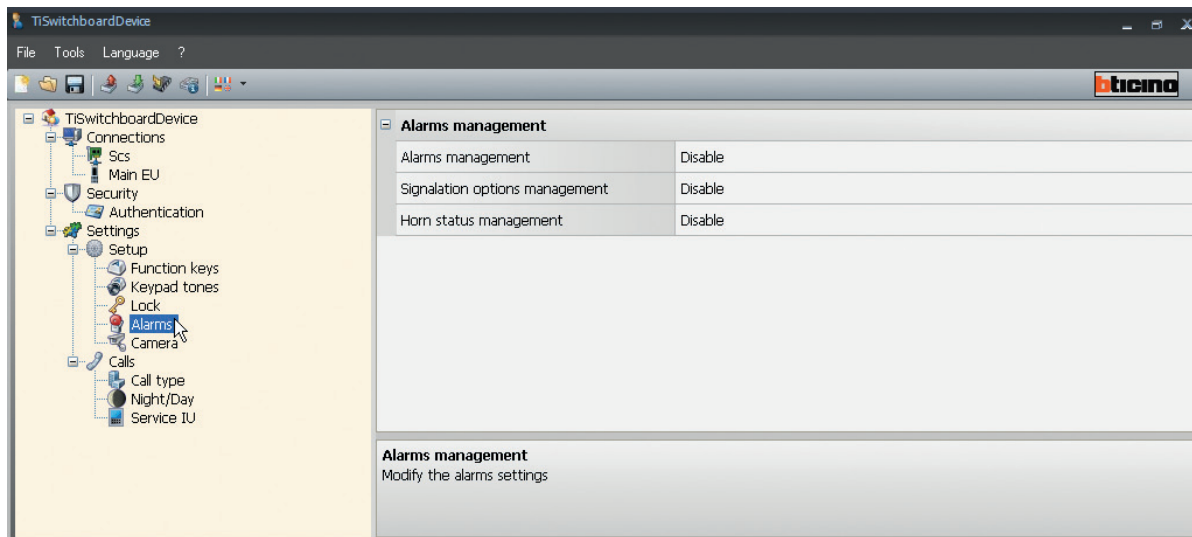 TiSwitchboardDevice
File Tools Language ?
bticino
TiSwitchboardDevice
Connections
Scs
Main EU
Security
Authentication
Settings
Setup
Function keys
Keypad tones
Lock
Alarms
Camera
Calls
Call type
Night/Day
Service IU
Alarms management
Alarms management Disable
Signalation options management Disable
Horn status management Disable
Alarms management
Modify the alarms settings